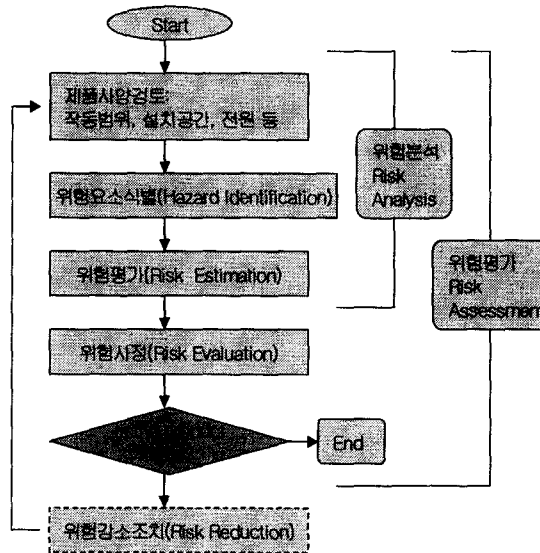 Start
제품사양검토:
작동범위, 설치공간, 전원 등
위험요소식별(Hazard Identification)
위험평가(Risk Estimation)
위험사정(Risk Evaluation)
End
위험감소조치(Risk Reduction)
위험분석
Risk
Analysis
위험평가
Risk
Assessment